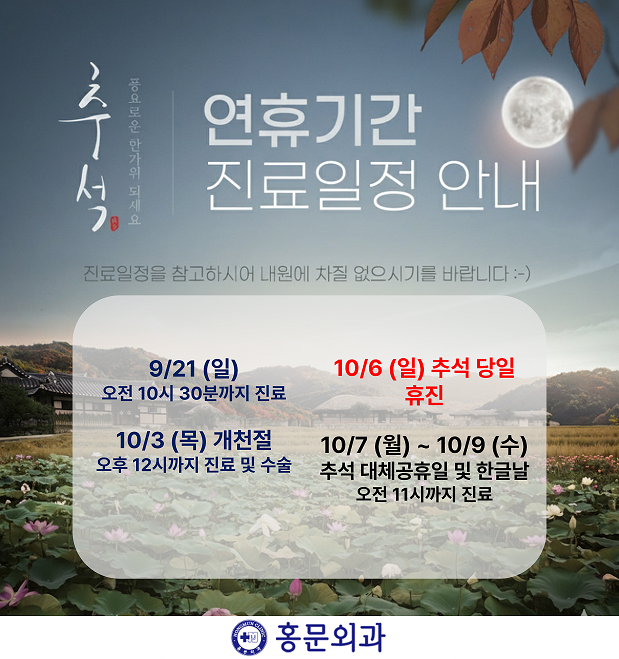 추석
풍요로운 한가위 되세요
연휴기간
진료일정 안내
진료일정을 참고하시어 내원에 차질 없으시기를 바랍니다 :-)
9/21 (일)
오전 10시 30분까지 진료
10/3 (목) 개천절
오후 12시까지 진료 및 수술
10/6 (일) 추석 당일
휴진
10/7 (월) ~ 10/9 (수)
추석 대체공휴일 및 한글날
오전 11시까지 진료
홍문외과